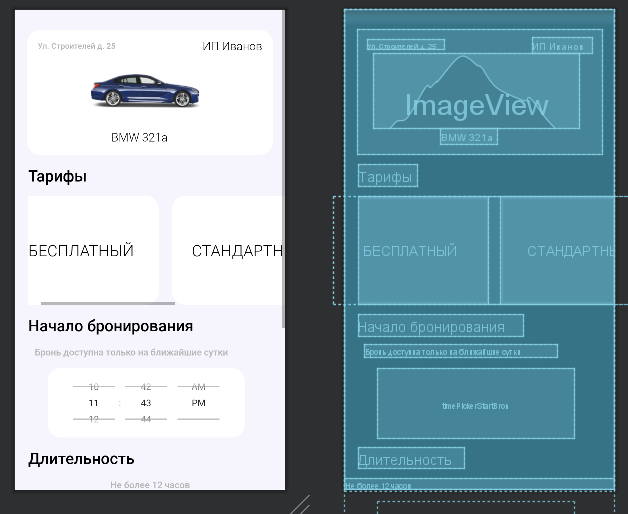 Ул. Строителей д. 25
ИП Иванов
BMW 321a
Тарифы
БЕСПЛАТНЫЙ
СТАНДАРТН
Начало бронирования
Бронь доступна только на ближайшие сутки
10 42 AM
11 : 43 PM
12 44
Длительность
Не более 12 часов
Ул. Строителей д. 25
ИП Иванов
ImageView
BMW 321a
Тарифы
БЕСПЛАТНЫЙ
СТАНДАРТНЫ
Начало бронирования
Бронь доступна только на ближайшие сутки
timePickerStartBron
Длительность
Не более 12 часов